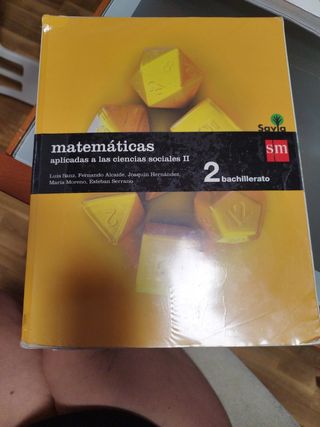 matemáticas
aplicadas a las ciencias sociales II
Luis Sanz, Fernando Alcaide, Joaquín Hernández,
María Moreno, Esteban Serrano
2 bachillerato
Savia
sm